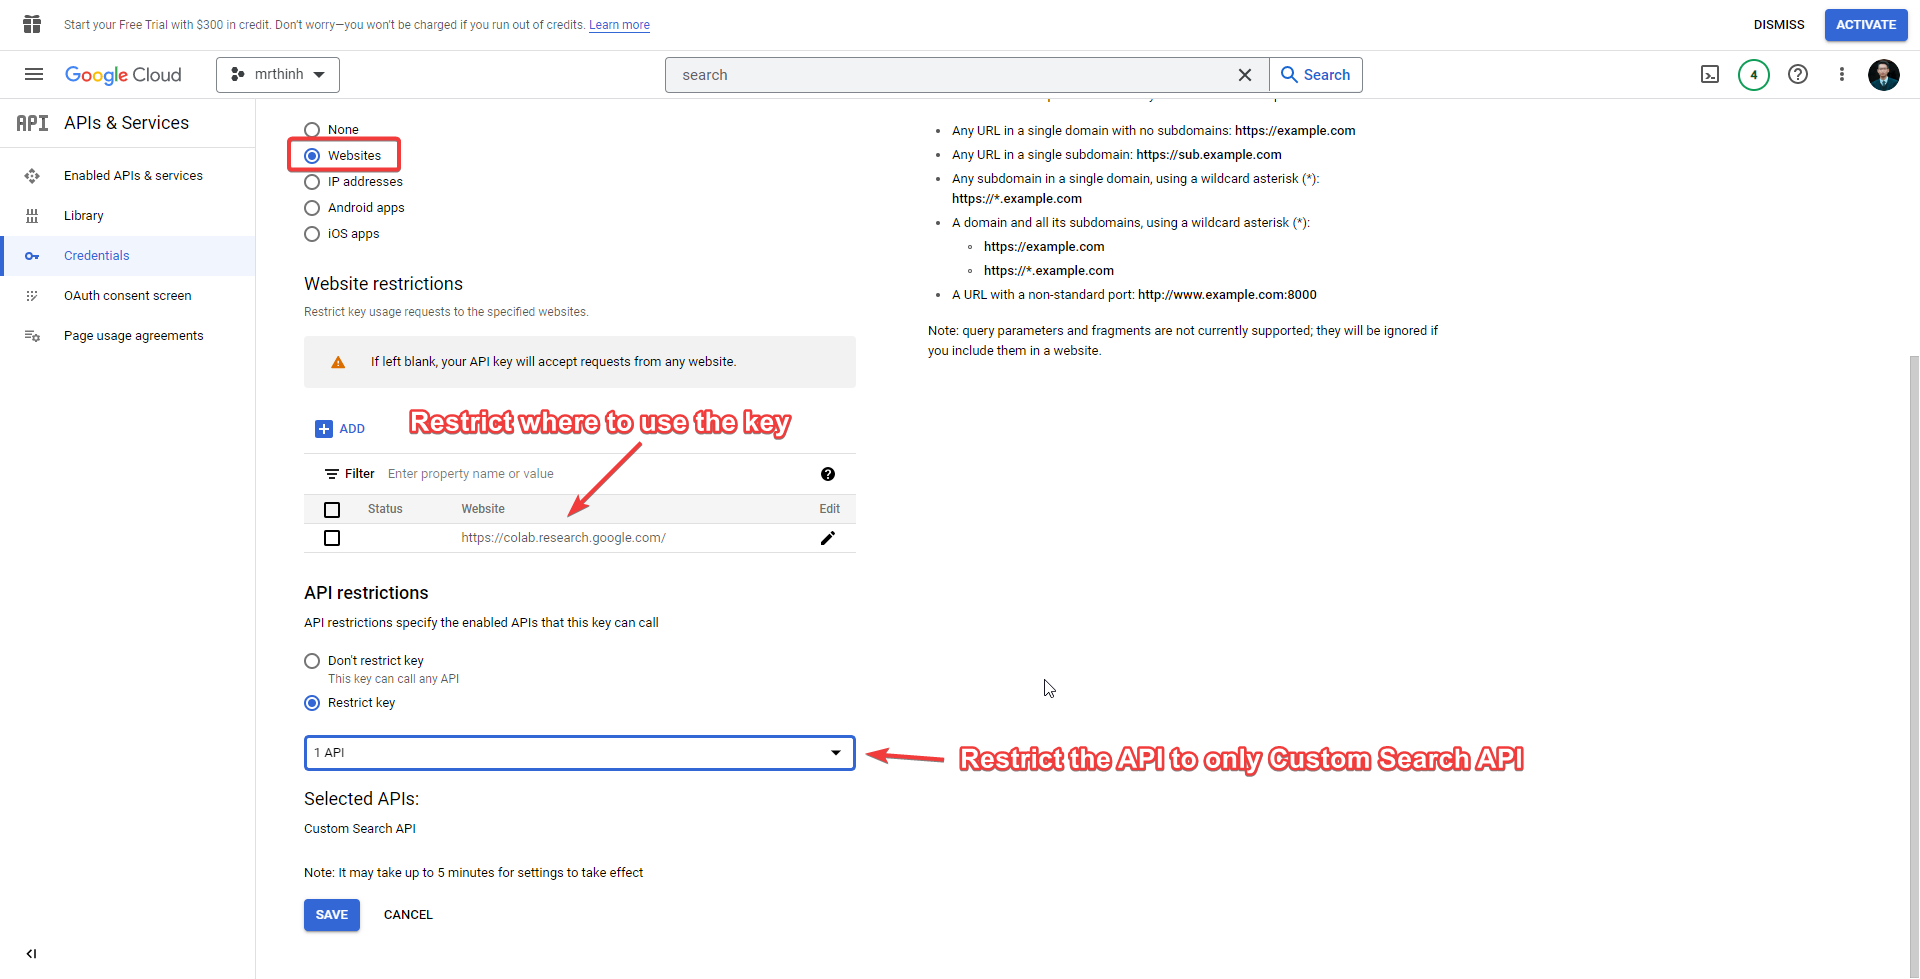 Start your Free Trial with $300 in credit. Don't worry—you won't be charged if you run out of credits. Learn more
DISMISS
ACTIVATE
Google Cloud
mrthinh
search
Search
4
API APIs & Services
Enabled APIs & services
Library
Credentials
OAuth consent screen
Page usage agreements
None
Websites
IP addresses
Android apps
iOS apps
Website restrictions
Restrict key usage requests to the specified websites.
If left blank, your API key will accept requests from any website.
ADD
Restrict where to use the key
Filter Enter property name or value
Status Website Edit
https://colab.research.google.com/
API restrictions
API restrictions specify the enabled APIs that this key can call
Don't restrict key
This key can call any API
Restrict key
1 API
Restrict the API to only Custom Search API
Selected APIs:
Custom Search API
Note: It may take up to 5 minutes for settings to take effect
SAVE
CANCEL
Any URL in a single domain with no subdomains: https://example.com
Any URL in a single subdomain: https://sub.example.com
Any subdomain in a single domain, using a wildcard asterisk (*):
https://*.example.com
A domain and all its subdomains, using a wildcard asterisk (*):
https://example.com
https://*.example.com
A URL with a non-standard port: http://www.example.com:8000
Note: query parameters and fragments are not currently supported; they will be ignored if
you include them in a website.